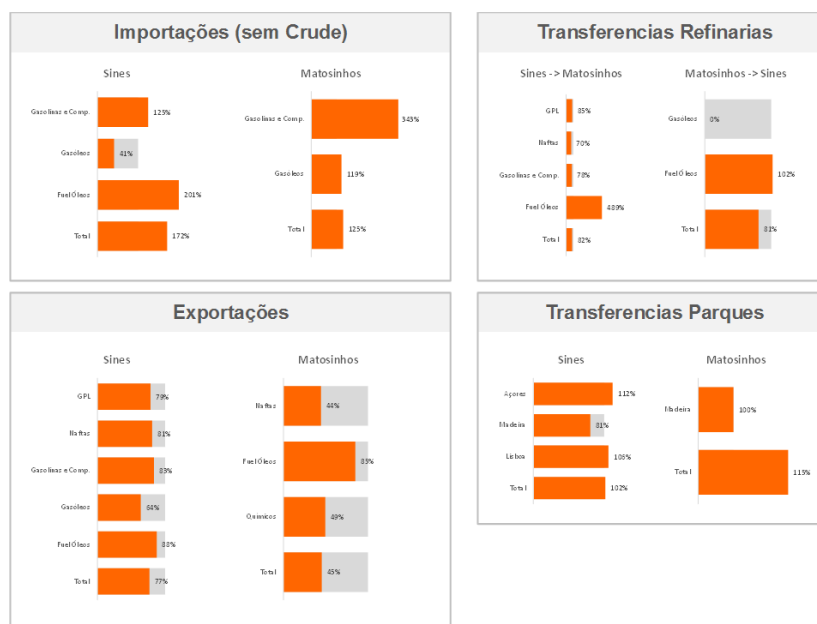 Importações (sem Crude)
Sines
Gasolinas e Comp. 125%
Gasóleos 41%
Fuel Óleos 201%
Total 172%
Matosinhos
Gasolinas e Comp. 343%
Gasóleos 119%
Total 125%
Transferencias Refinarias
Sines -> Matosinhos
GPL 85%
Naftas 70%
Gasolinas e Comp. 78%
Fuel Óleos 489%
Total 82%
Matosinhos -> Sines
Gasóleos 0%
Fuel Óleos 102%
Total 81%
Exportações
Sines
GPL 79%
Naftas 81%
Gasolinas e Comp. 83%
Gasóleos 64%
Fuel Óleos 88%
Total 77%
Matosinhos
Naftas 44%
Fuel Óleos 85%
Químicos 49%
Total 45%
Transferencias Parques
Sines
Açores 112%
Madeira 81%
Lisboa 105%
Total 102%
Matosinhos
Madeira 100%
Total 115%